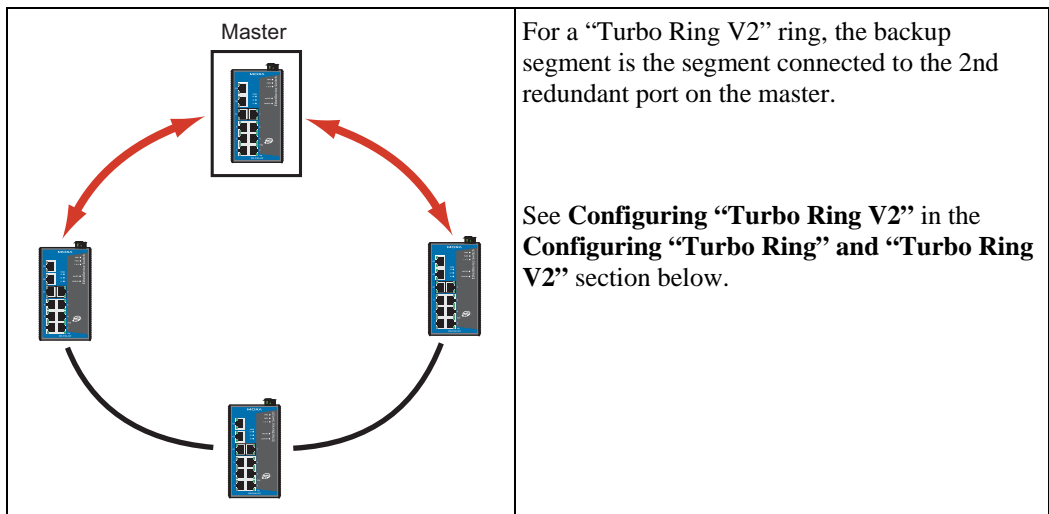 Master
For a “Turbo Ring V2” ring, the backup
segment is the segment connected to the 2nd
redundant port on the master.
See Configuring “Turbo Ring V2” in the
Configuring “Turbo Ring” and “Turbo Ring
V2” section below.